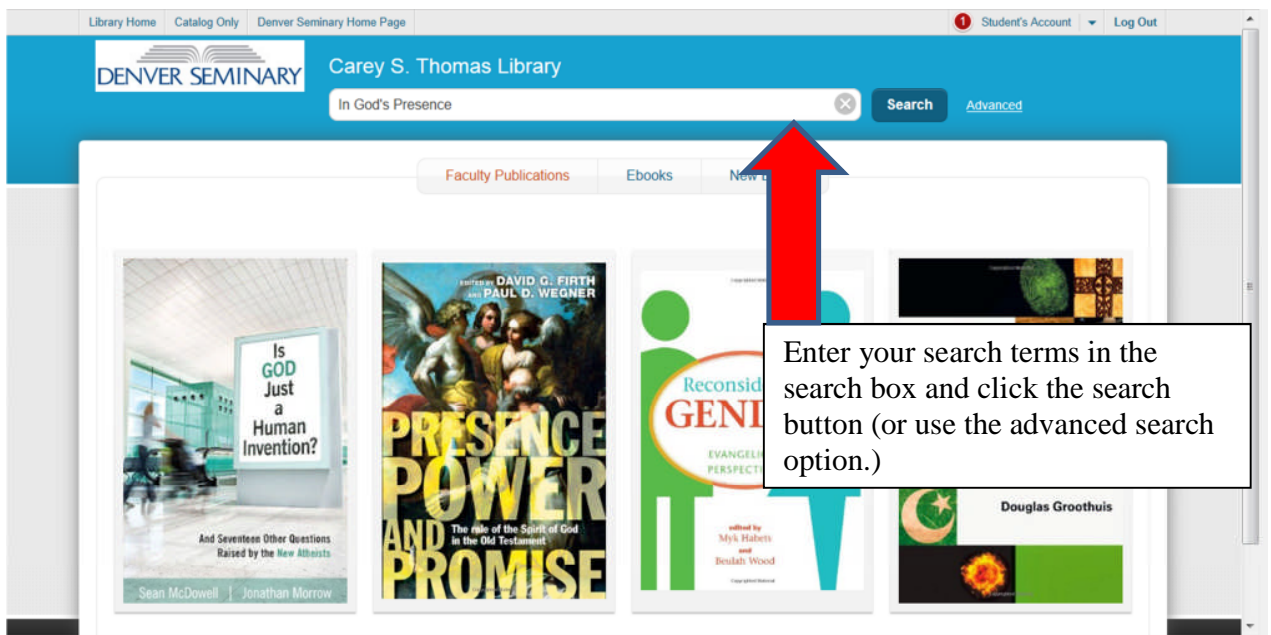 Library Home Catalog Only Denver Seminary Home Page 1 Student's Account Log Out
DENVER SEMINARY
Carey S. Thomas Library
In God's Presence Search Advanced
Faculty Publications Ebooks New
Is
GOD
Just
a
Human
Invention?
And Seventeen Other Questions
Raised by the New Atheists
Sean McDowell | Jonathan Morrow
EDITED BY DAVID G. FIRTH
AND PAUL D. WEGNER
PRESENCE
POWER
AND
The role of the Spirit of God
in the Old Testament
PROMISE
edited by
Myk Habets
and
Beulah Wood
Douglas Groothuis
Enter your search terms in the
search box and click the search
button (or use the advanced search
option.)